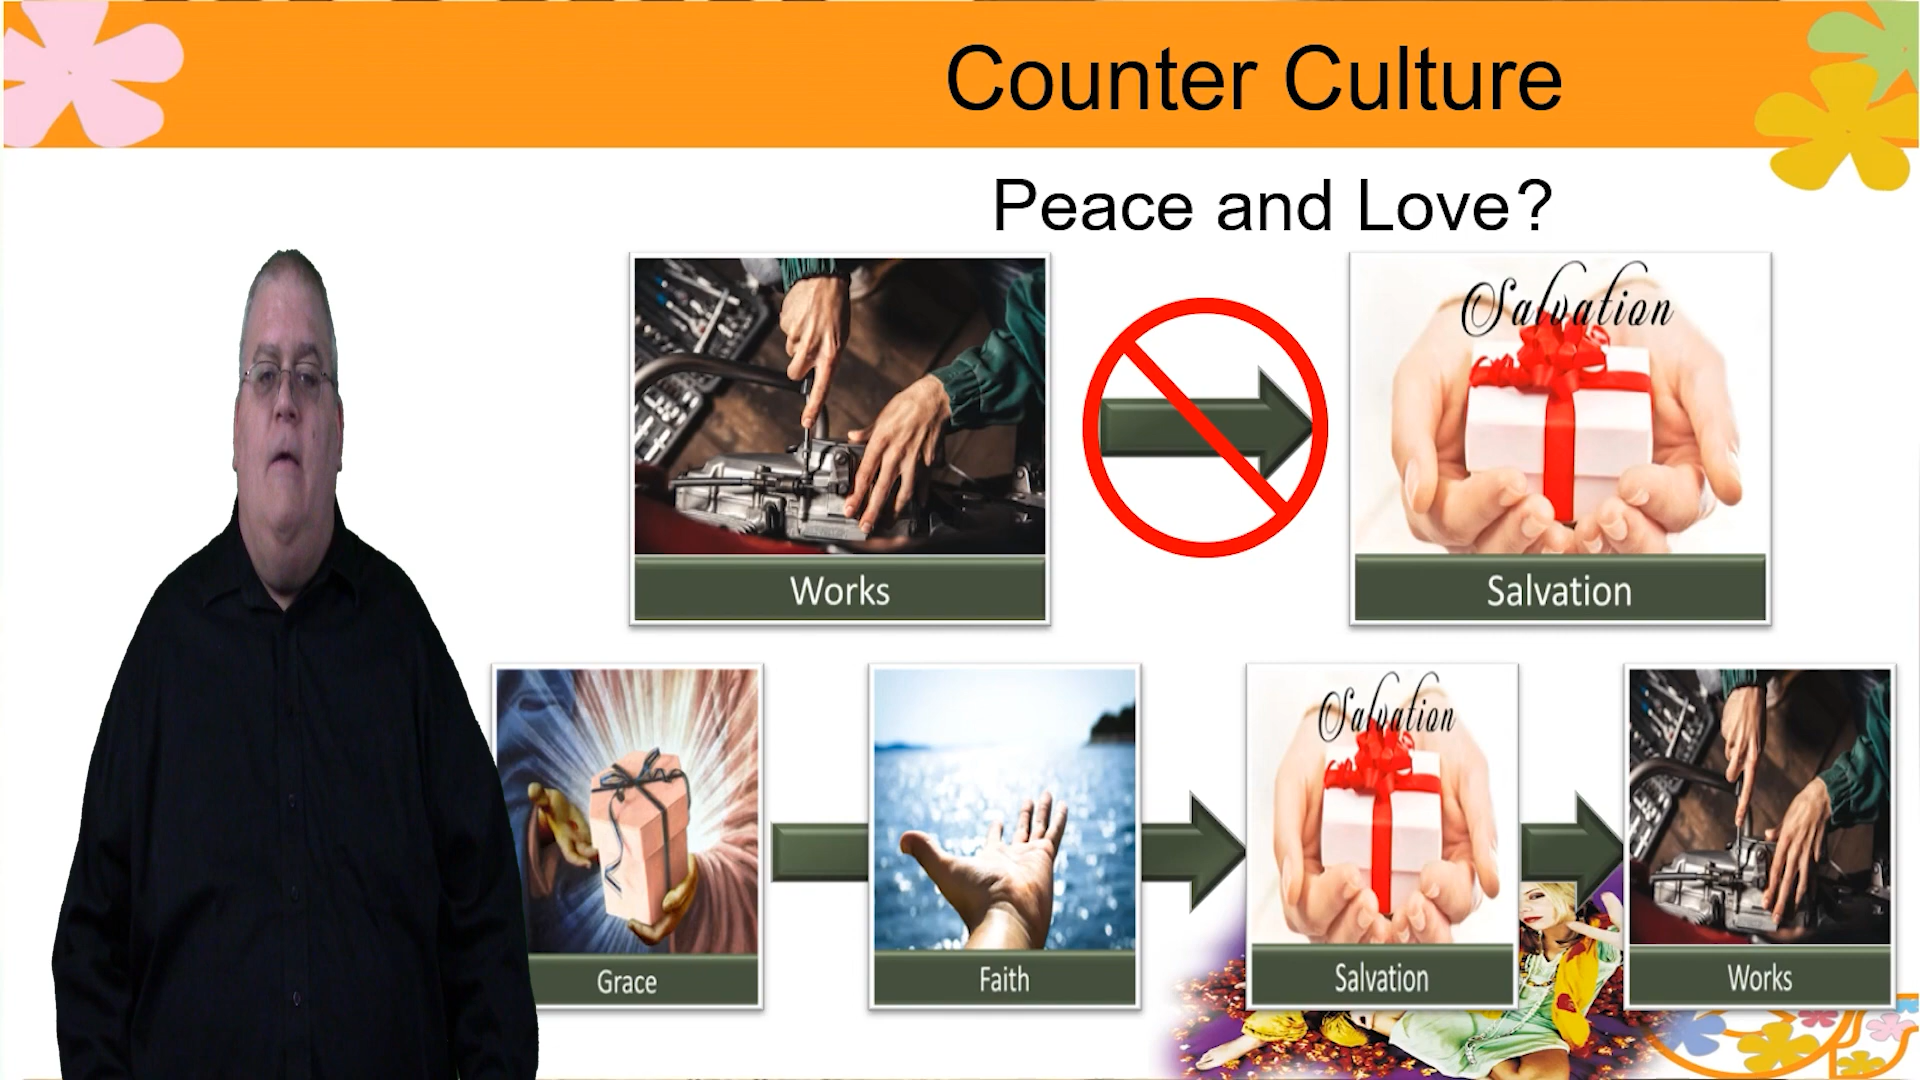 Counter Culture
Peace and Love?
Salvation
Works
Salvation
Salvation
Grace
Faith
Salvation
Works